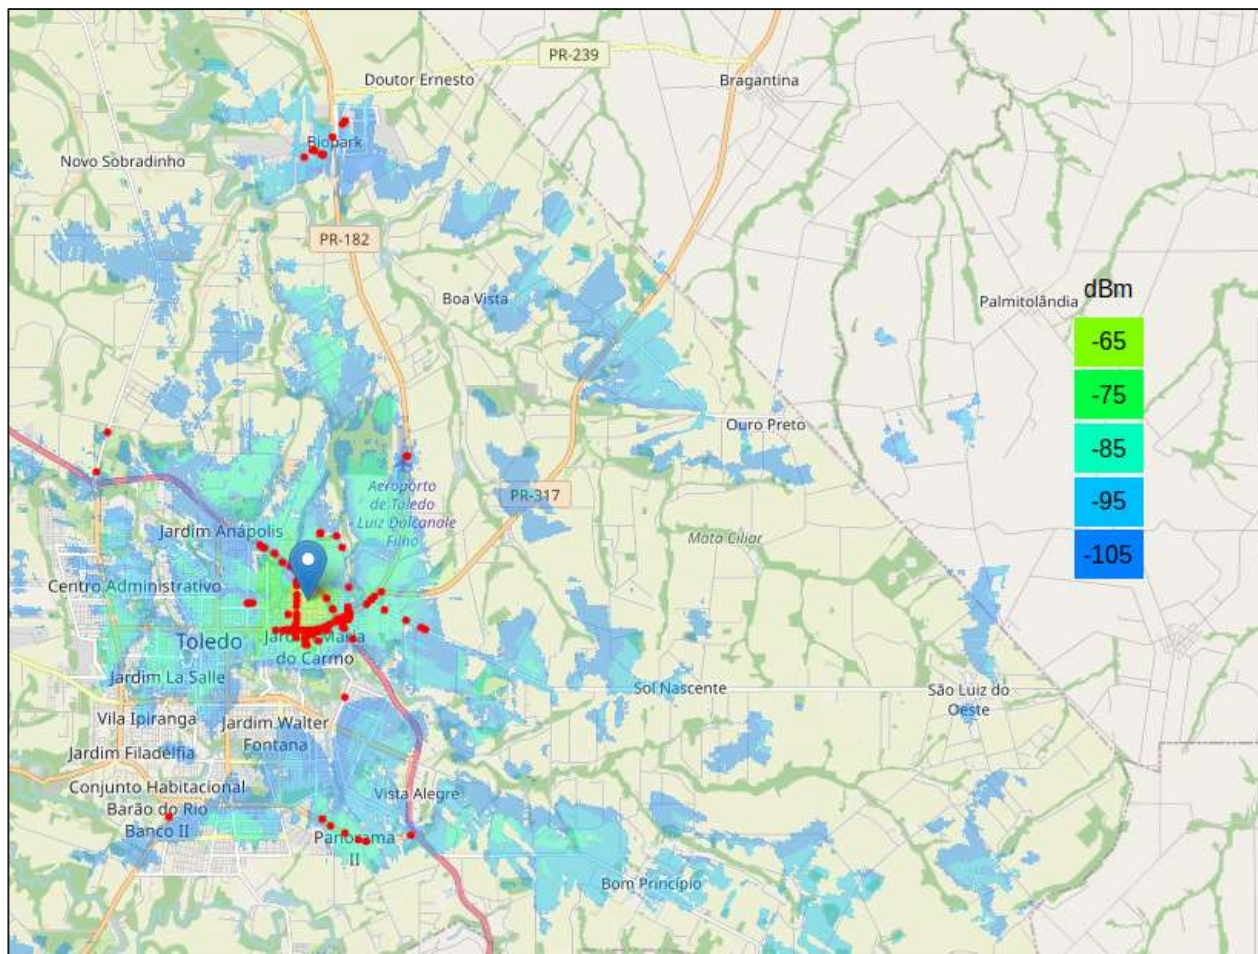 PR-239
Doutor Ernesto
Bragantina
Biopark
Novo Sobradinho
PR-182
Boa Vista
Palmitolândia
dBm
-65
-75
-85
-95
-105
Ouro Preto
Aeroporto
de Toledo
- Luiz Dalcanale
Filho
PR-317
Jardim Anápolis
Mata Ciliar
Centro Administrativo
Toledo
Jardim Maria
do Carmo
Jardim La Salle
Sol Nascente
São Luiz do
Oeste
Vila Ipiranga
Jardim Walter
Fontana
Jardim Filadélfia
Conjunto Habitacional
Barão do Rio
Banco II
Vista Alegre
Panorama
II
Bom Princípio